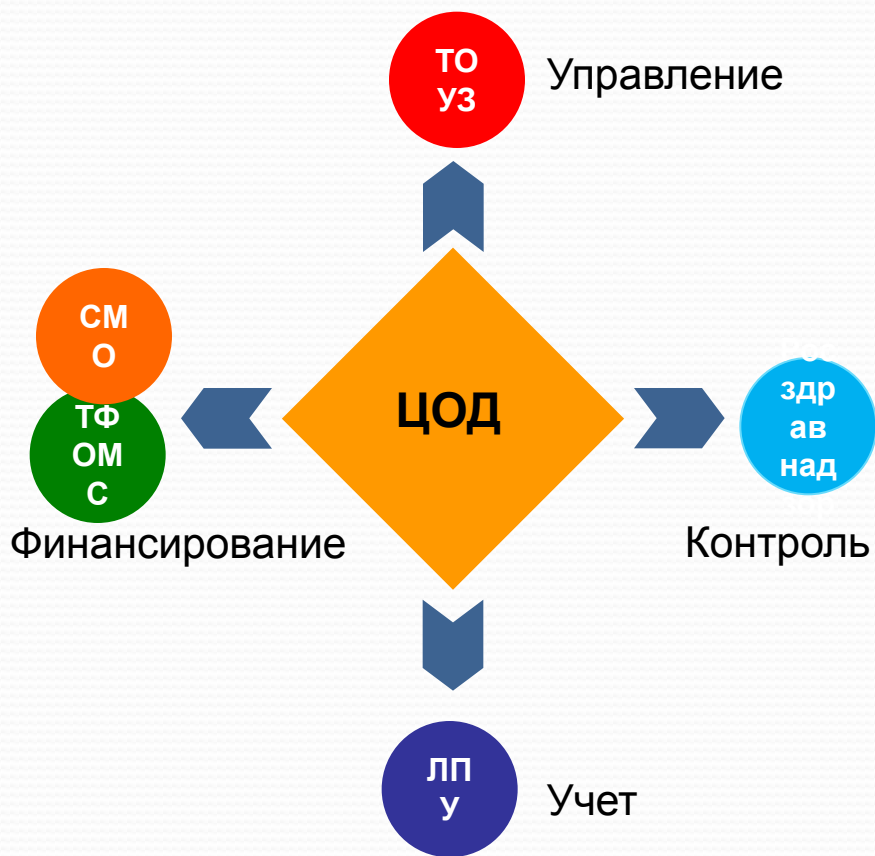 ТО
УЗ
Управление
СМ
О
ТФ
ОМ
С
Финансирование
ЦОД
здр
ав
над
Контроль
ЛП
У
Учет